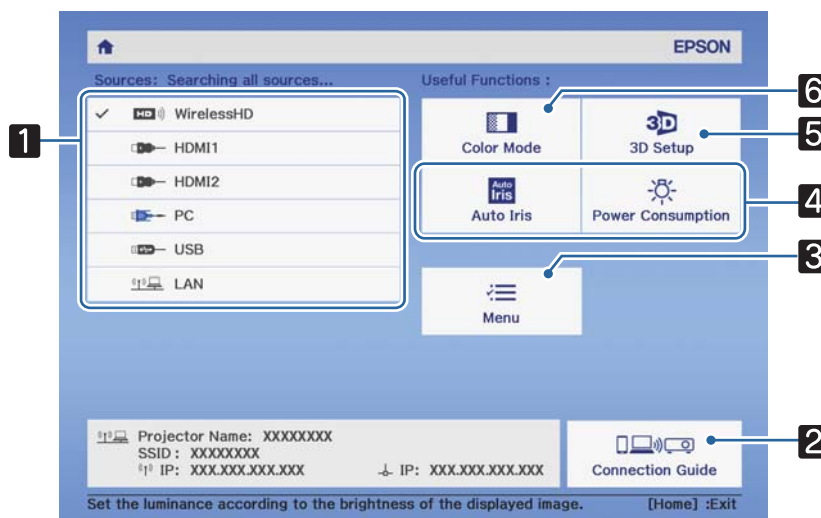 EPSON
Sources: Searching all sources...
Useful Functions :
1
HD WirelessHD
HDMI1
HDMI2
PC
USB
LAN
Color Mode
6
3D
3D Setup
5
Auto Iris
Auto Iris
Power Consumption
4
3
Menu
Projector Name: XXXXXXXX
SSID : XXXXXXXX
IP: XXX.XXX.XXX.XXX
IP: XXX.XXX.XXX.XXX
Connection Guide
2
Set the luminance according to the brightness of the displayed image.
[Home] :Exit